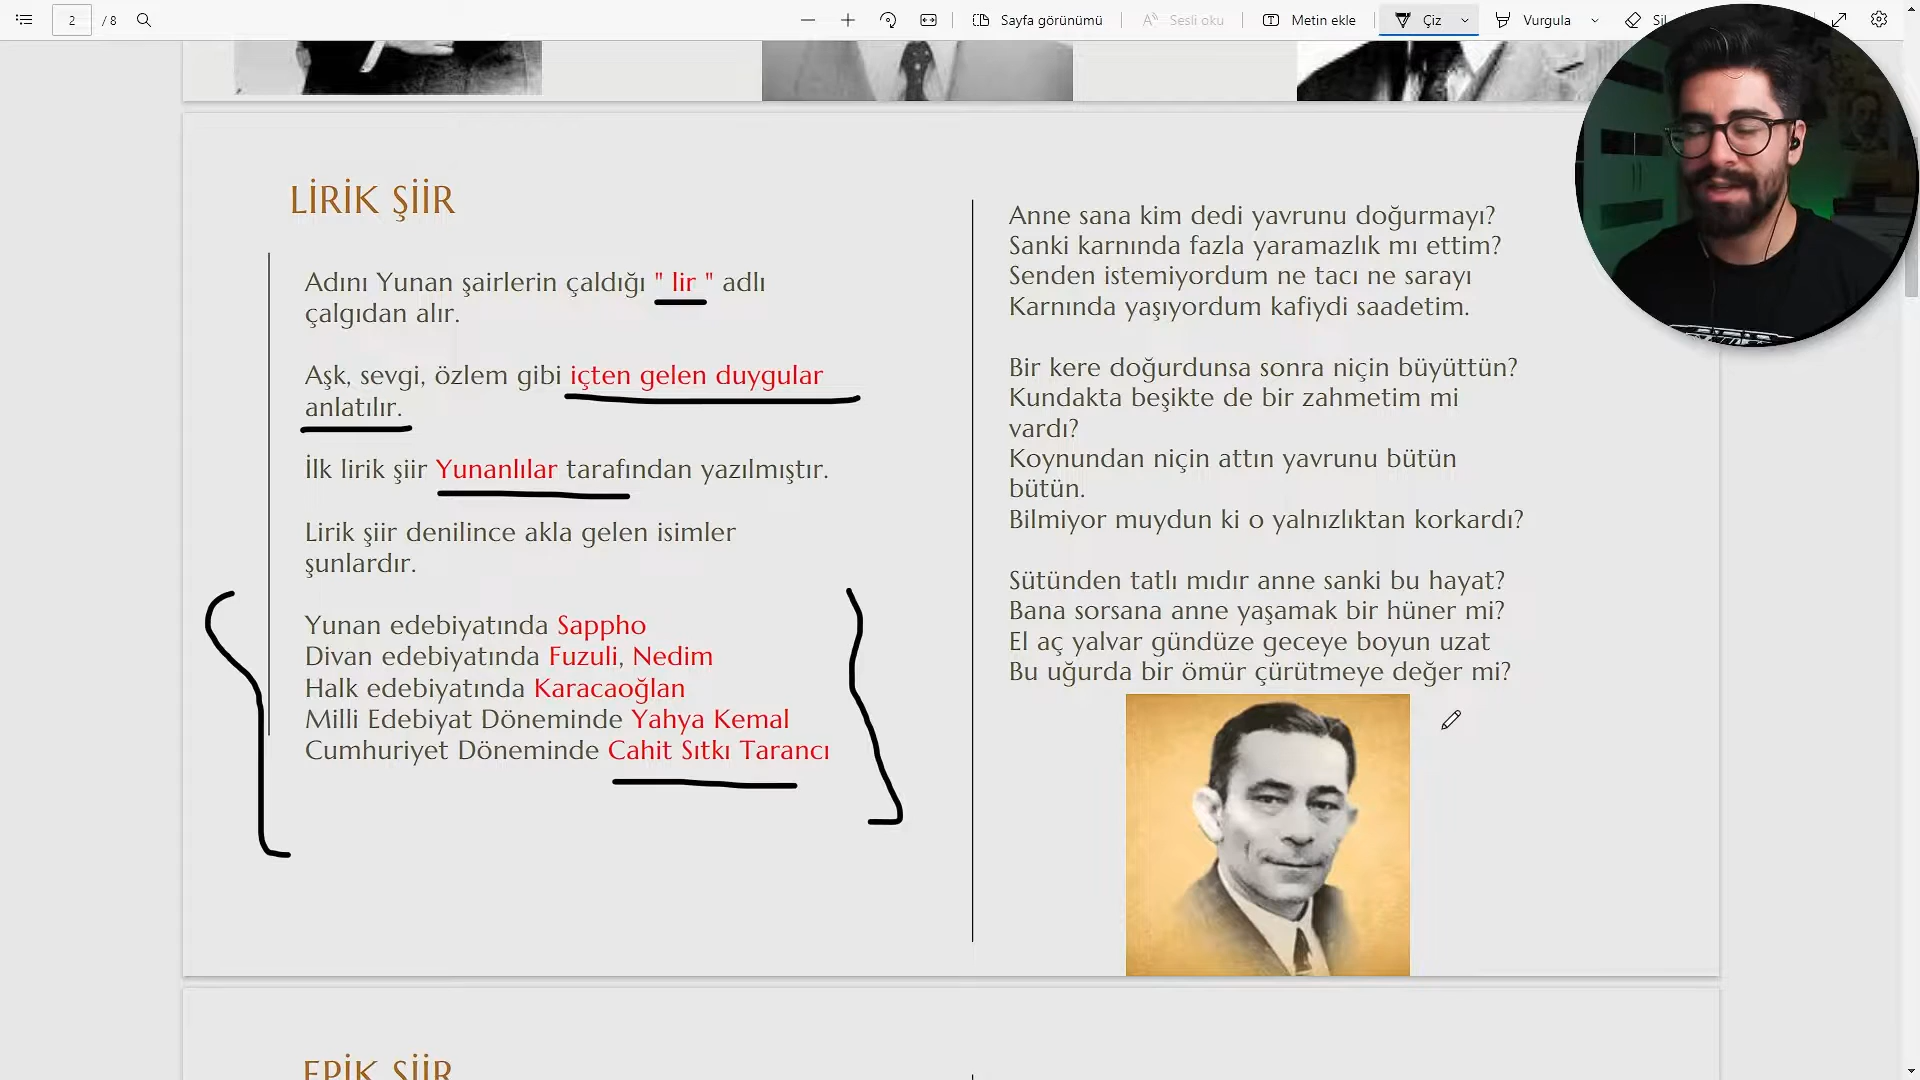 2 / 8
Sayfa görünümü
Sesli oku
Metin ekle
Çiz
Vurgula
Sil
LİRİK ŞİİR
Adını Yunan şairlerin çaldığı " lir " adlı
çalgıdan alır.
Aşk, sevgi, özlem gibi içten gelen duygular
anlatılır.
İlk lirik şiir Yunanlılar tarafından yazılmıştır.
Lirik şiir denilince akla gelen isimler
şunlardır.
Yunan edebiyatında Sappho
Divan edebiyatında Fuzuli, Nedim
Halk edebiyatında Karacaoğlan
Milli Edebiyat Döneminde Yahya Kemal
Cumhuriyet Döneminde Cahit Sıtkı Tarancı
Anne sana kim dedi yavrunu doğurmayı?
Sanki karnında fazla yaramazlık mı ettim?
Senden istemiyordum ne tacı ne sarayı
Karnında yaşıyordum kafiydi saadetim.
Bir kere doğurdunsa sonra niçin büyüttün?
Kundakta beşikte de bir zahmetim mi
vardı?
Koynundan niçin attın yavrunu bütün
bütün.
Bilmiyor muydun ki o yalnızlıktan korkardı?
Sütünden tatlı mıdır anne sanki bu hayat?
Bana sorsana anne yaşamak bir hüner mi?
El aç yalvar gündüze geceye boyun uzat
Bu uğurda bir ömür çürütmeye değer mi?
EPİK ŞİİR